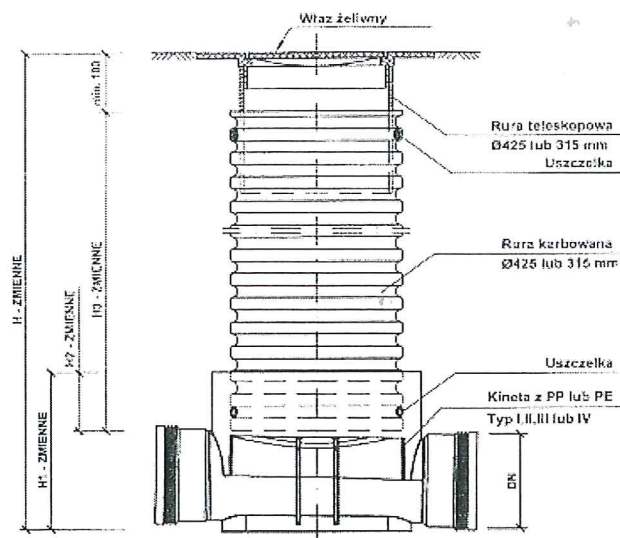 Właz żeliwny
min. 100
Rura teleskopowa
Ø425 lub 315 mm
Uszczelka
H - ZMIENNE
H3 - ZMIENNE
Rura karbowana
Ø425 lub 315 mm
H2 - ZMIENNE
Uszczelka
Kineta z PP lub PE
Typ I,II,III lub IV
H1 - ZMIENNE
DN